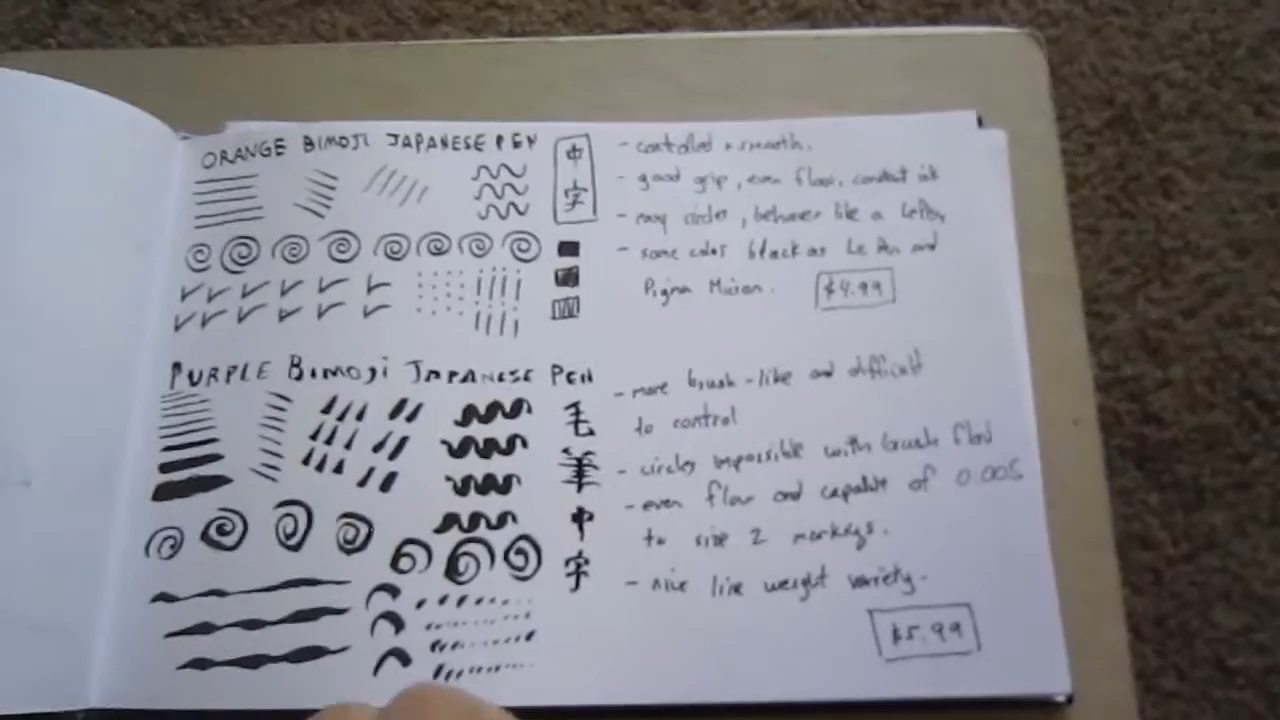 ORANGE BIMOJI JAPANESE PEN
中
字
- controlled + smooth.
- good grip, even flow, constant ink
- easy circles, behaves like a LePen,
- same color black as Le Pen and
Pigma Micron.
$4.99
PURPLE BIMOJI JAPANESE PEN
毛
筆
中
字
- more brush-like and difficult
to control
- circles impossible with brush
- even flow and capable of 0.005
to size 2 markings.
- nice line weight variety.
$5.99